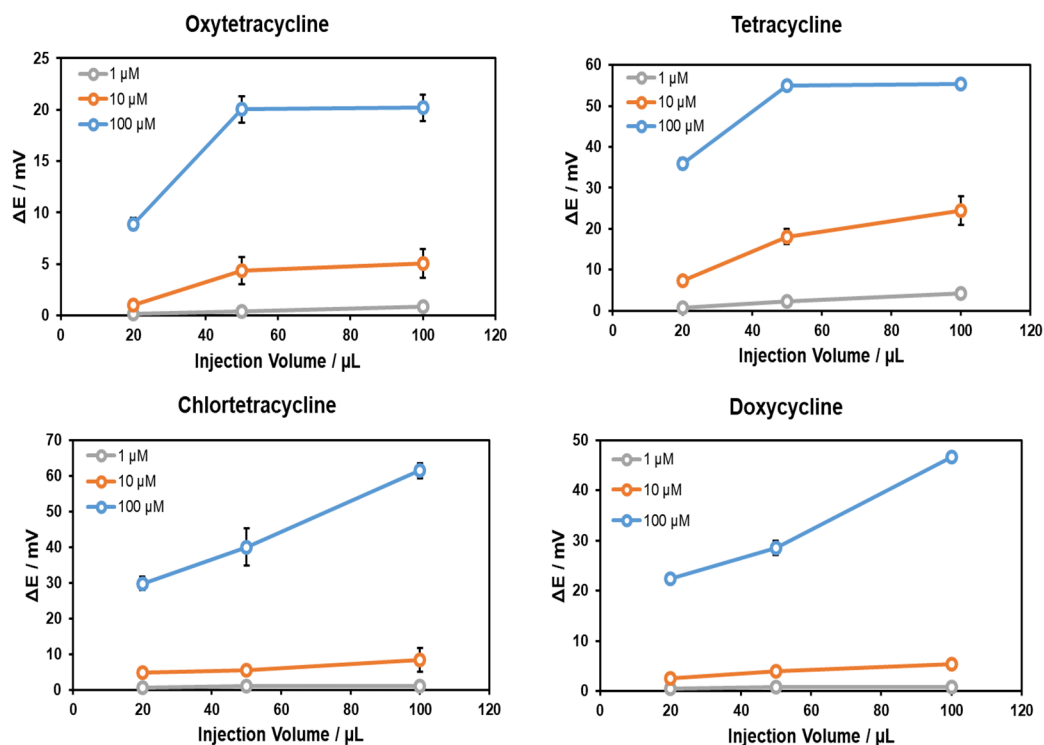 Oxytetracycline
25
20
15
10
5
0
ΔE / mV
1 µM
10 µM
100 µM
0 20 40 60 80 100 120
Injection Volume / µL
Tetracycline
60
50
40
30
20
10
0
ΔE / mV
1 µM
10 µM
100 µM
0 20 40 60 80 100 120
Injection Volume / µL
Chlortetracycline
70
60
50
40
30
20
10
0
ΔE / mV
1 µM
10 µM
100 µM
0 20 40 60 80 100 120
Injection Volume / µL
Doxycycline
50
40
30
20
10
0
ΔE / mV
1 µM
10 µM
100 µM
0 20 40 60 80 100 120
Injection Volume / µL